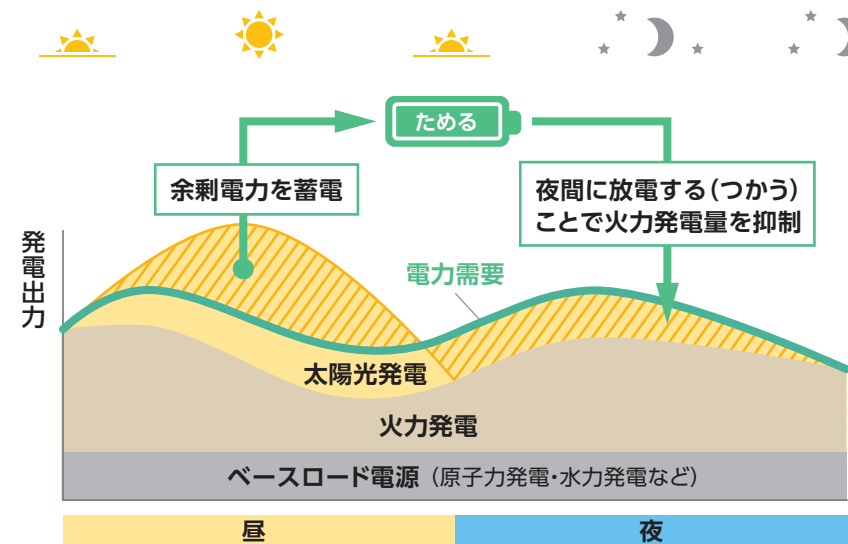 ためる
余剰電力を蓄電
夜間に放電する（つかう）
ことで火力発電量を抑制
発電出力
電力需要
太陽光発電
火力発電
ベースロード電源（原子力発電・水力発電など）
昼
夜